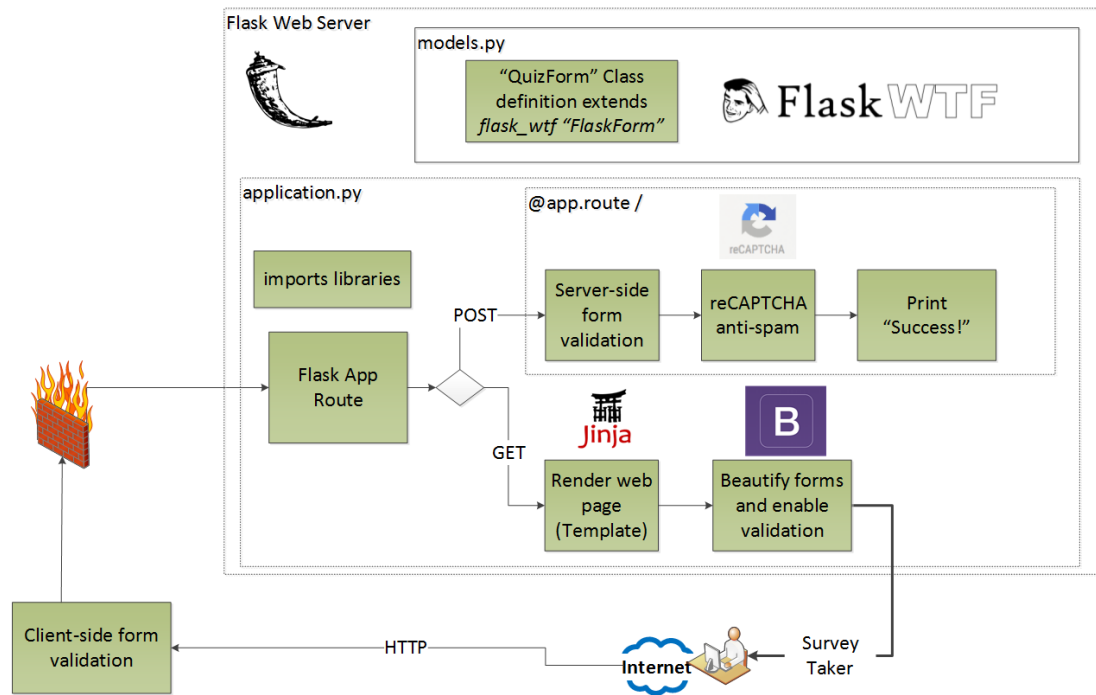 Flask Web Server
models.py
“QuizForm” Class
definition extends
flask_wtf “FlaskForm”
Flask WTF
application.py
@app.route /
reCAPTCHA
imports libraries
POST
Server-side
form
validation
reCAPTCHA
anti-spam
Print
“Success!”
Flask App
Route
Jinja
B
GET
Render web
page
(Template)
Beautify forms
and enable
validation
Client-side form
validation
HTTP
Internet
Survey
Taker